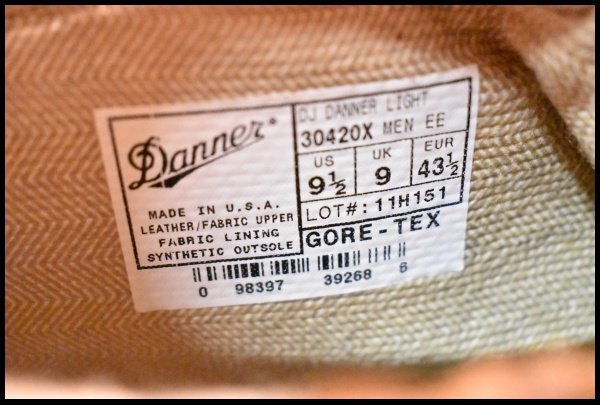 Danner®
MADE IN U.S.A.
LEATHER/FABRIC UPPER
FABRIC LINING
SYNTHETIC OUTSOLE
DJ DANNER LIGHT
30420X MEN EE
US UK EUR
9½ 9 43½
LOT#:11H151
GORE-TEX
0 98397 39268 6